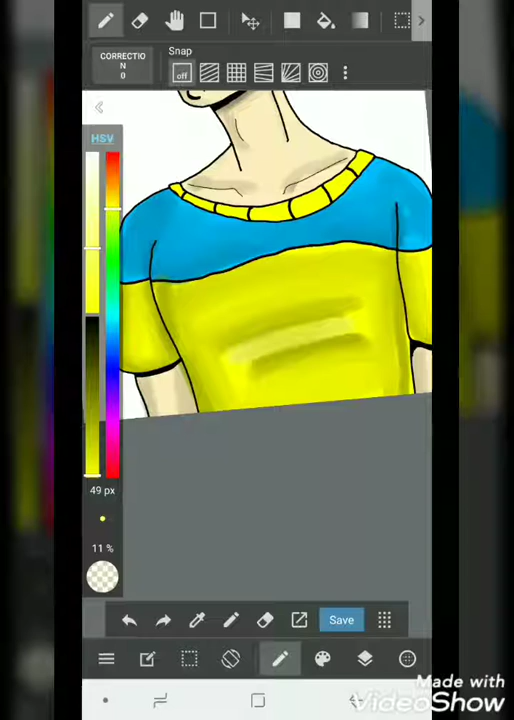 Snap
CORRECTIO
N
0
off
HSV
49 px
11 %
Save
Made with
VideoShow